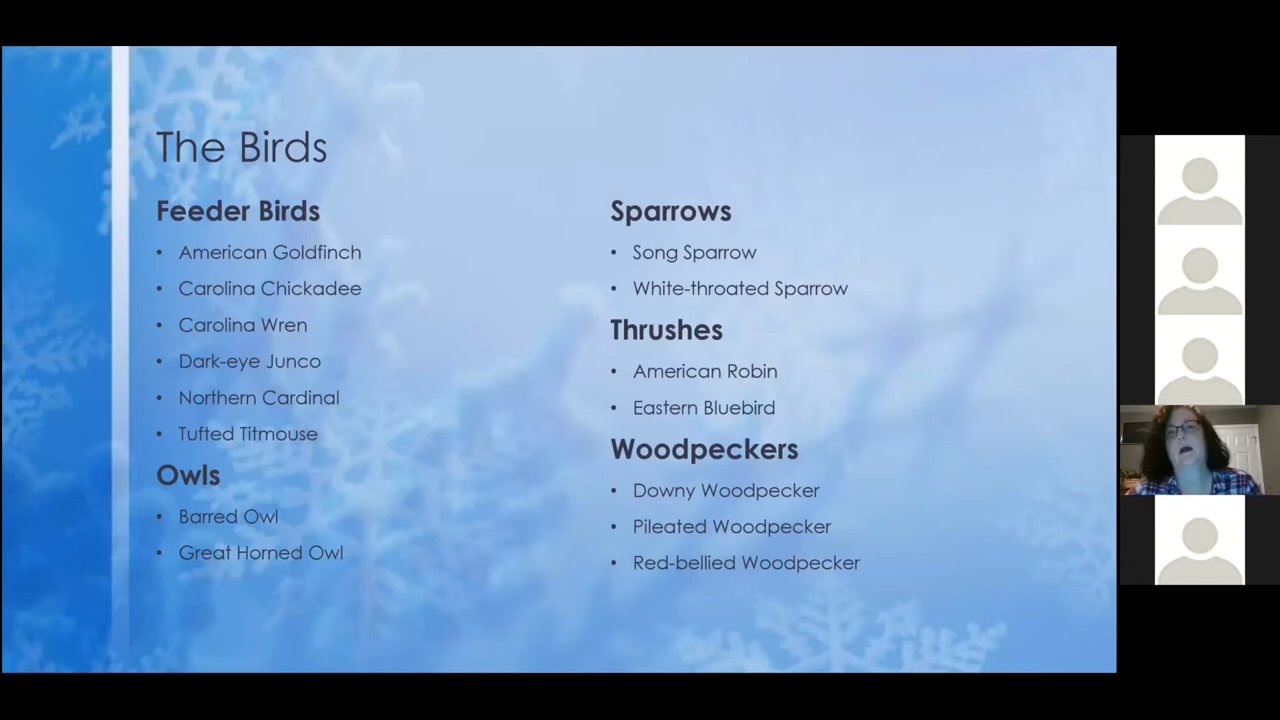 The Birds
Feeder Birds
• American Goldfinch
• Carolina Chickadee
• Carolina Wren
• Dark-eye Junco
• Northern Cardinal
• Tufted Titmouse
Owls
• Barred Owl
• Great Horned Owl
Sparrows
• Song Sparrow
• White-throated Sparrow
Thrushes
• American Robin
• Eastern Bluebird
Woodpeckers
• Downy Woodpecker
• Pileated Woodpecker
• Red-bellied Woodpecker